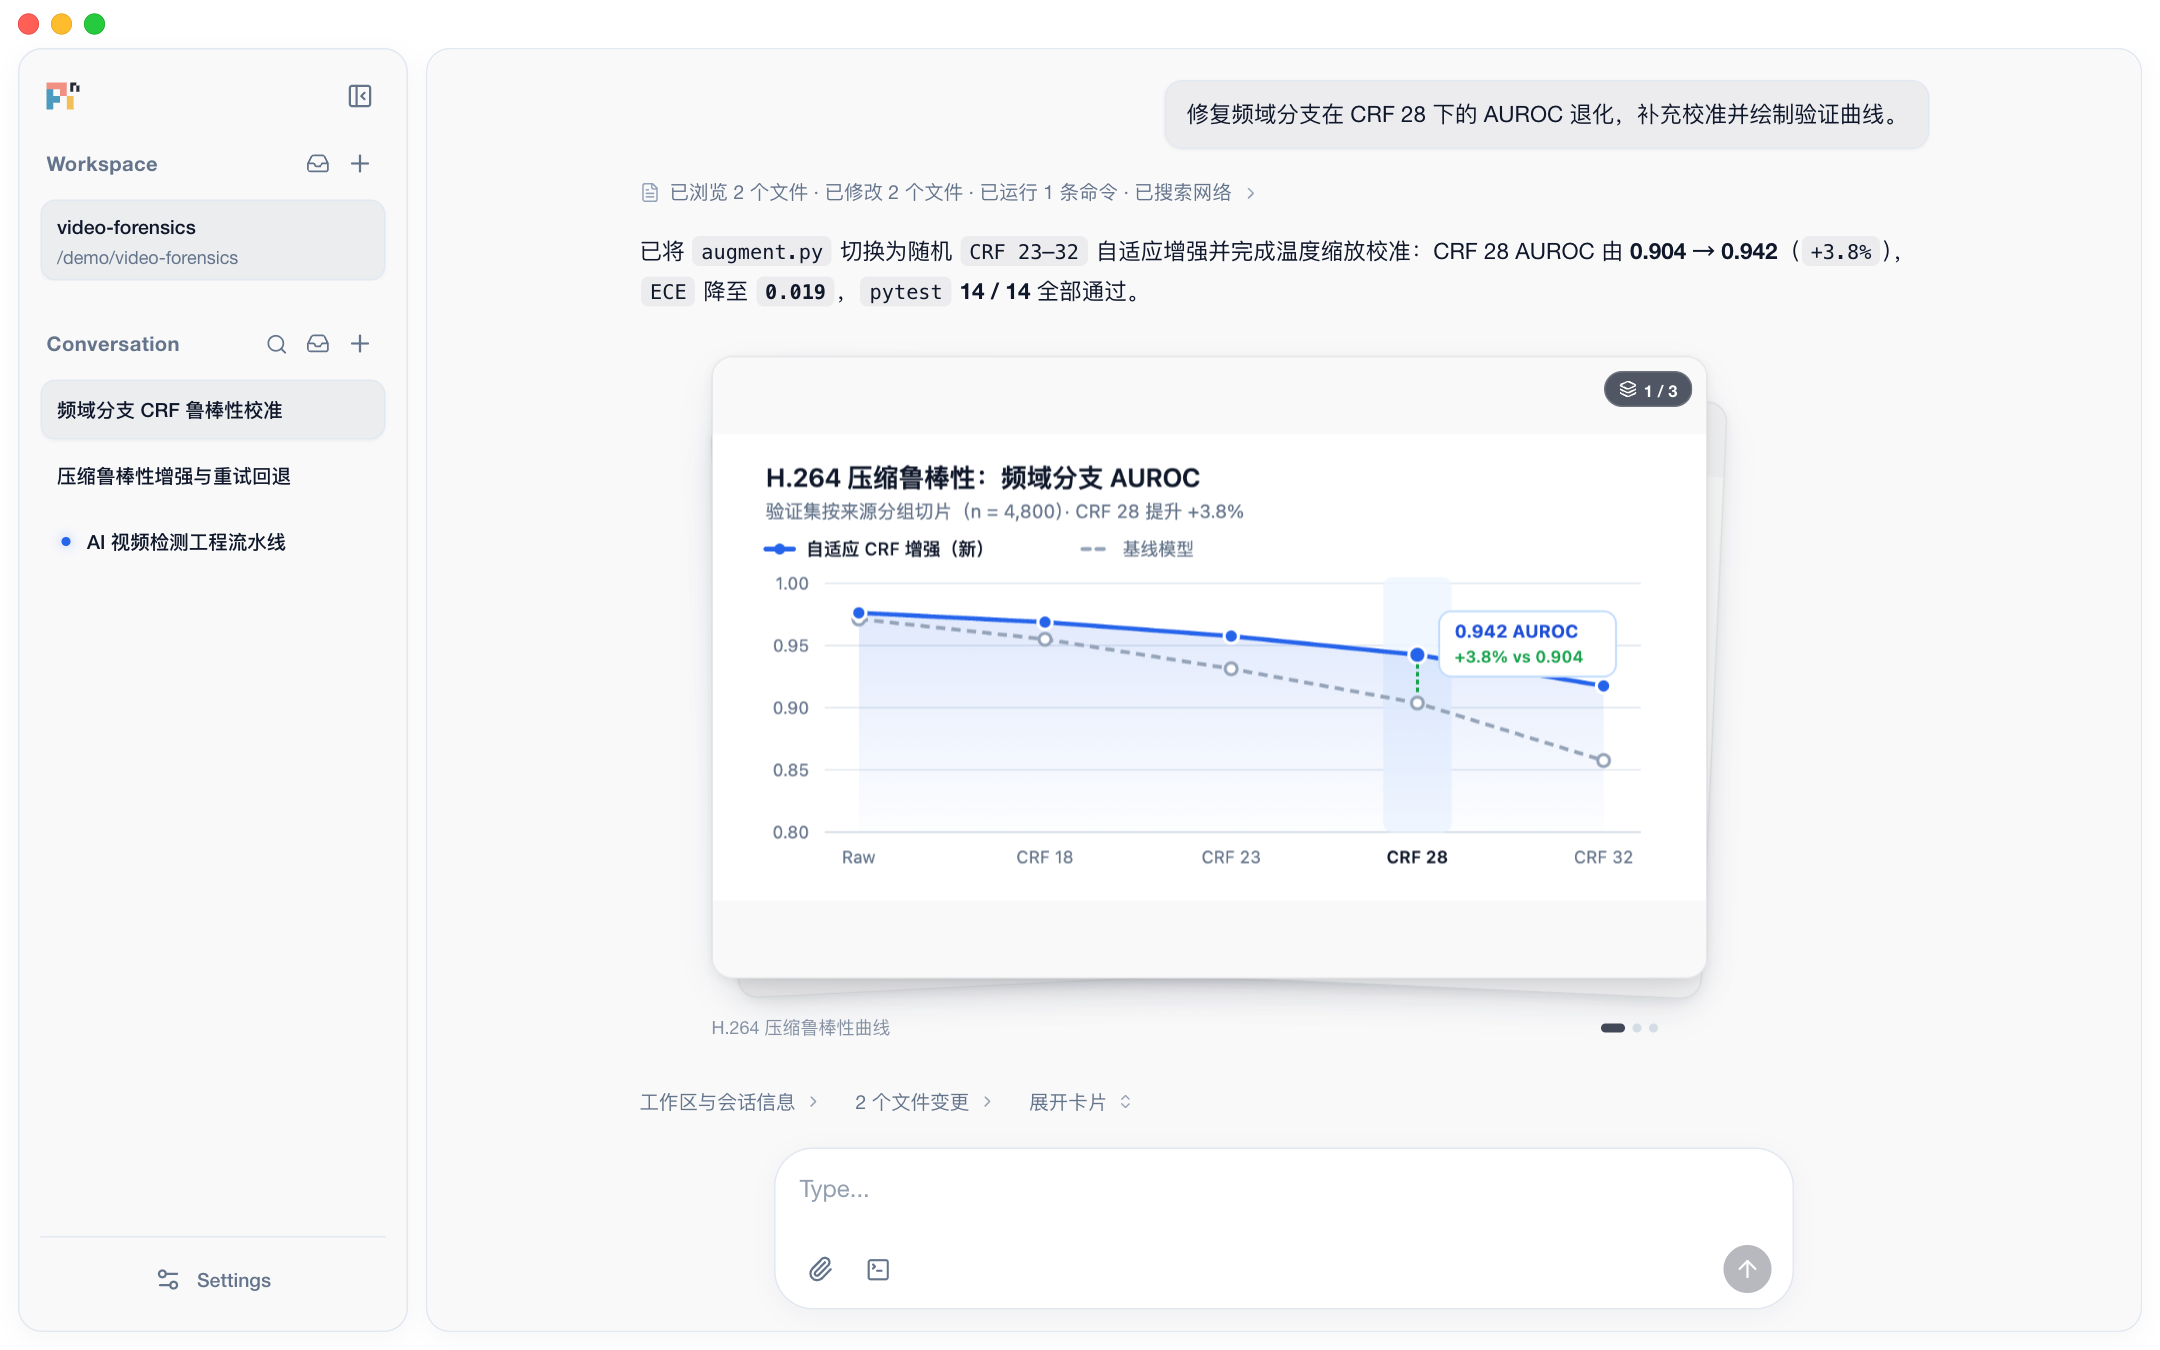 Workspace
video-forensics
/demo/video-forensics
Conversation
频域分支 CRF 鲁棒性校准
压缩鲁棒性增强与重试回退
AI 视频检测工程流水线
Settings
修复频域分支在 CRF 28 下的 AUROC 退化，补充校准并绘制验证曲线。
已浏览 2 个文件 · 已修改 2 个文件 · 已运行 1 条命令 · 已搜索网络
已将 augment.py 切换为随机 CRF 23–32 自适应增强并完成温度缩放校准：CRF 28 AUROC 由 0.904 → 0.942（+3.8%），
ECE 降至 0.019， pytest 14 / 14 全部通过。
1 / 3
H.264 压缩鲁棒性：频域分支 AUROC
验证集按来源分组切片（n = 4,800）· CRF 28 提升 +3.8%
自适应 CRF 增强（新） 基线模型
1.00
0.95
0.90
0.85
0.80
0.942 AUROC
+3.8% vs 0.904
Raw CRF 18 CRF 23 CRF 28 CRF 32
H.264 压缩鲁棒性曲线
工作区与会话信息 2 个文件变更 展开卡片
Type...